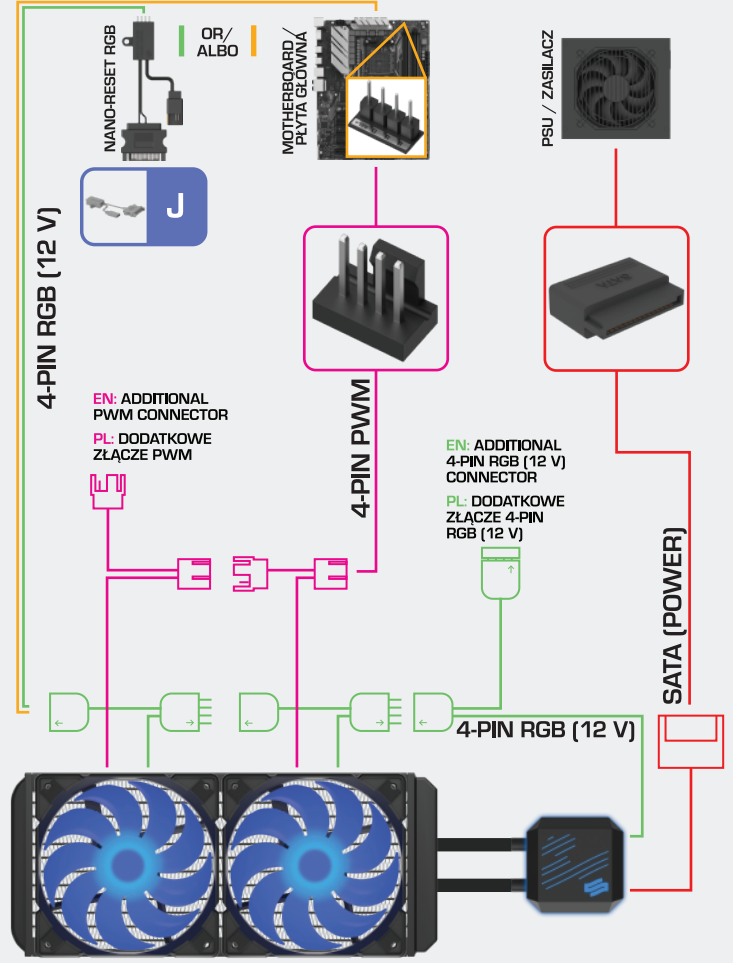 NANO-RESET RGB
OR/
ALBO
MOTHERBOARD/
PŁYTA GŁOWNA
PSU / ZASILACZ
J
4-PIN RGB (12 V)
SATA
EN: ADDITIONAL
PWM CONNECTOR
PL: DODATKOWE
ZŁĄCZE PWM
4-PIN PWM
EN: ADDITIONAL
4-PIN RGB (12 V)
CONNECTOR
PL: DODATKOWE
ZŁĄCZE 4-PIN
RGB (12 V)
SATA (POWER)
4-PIN RGB (12 V)